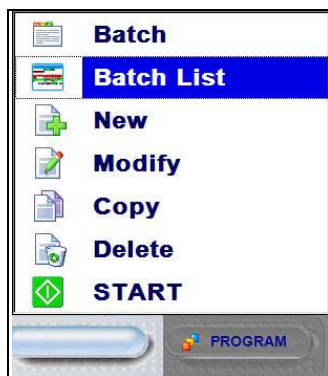 Batch
Batch List
New
Modify
Copy
Delete
START
PROGRAM